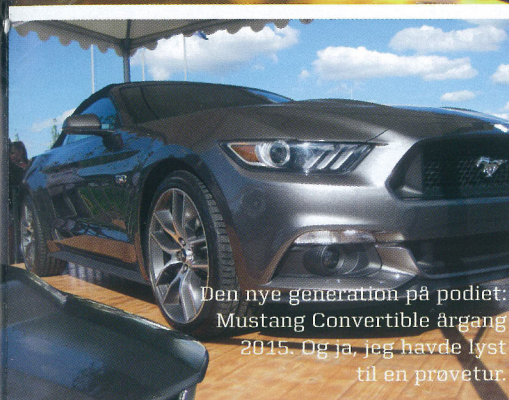 Den nye generation på podiet:
Mustang Convertible årgang
2015. Og ja, jeg havde lyst
til en prøvetur.